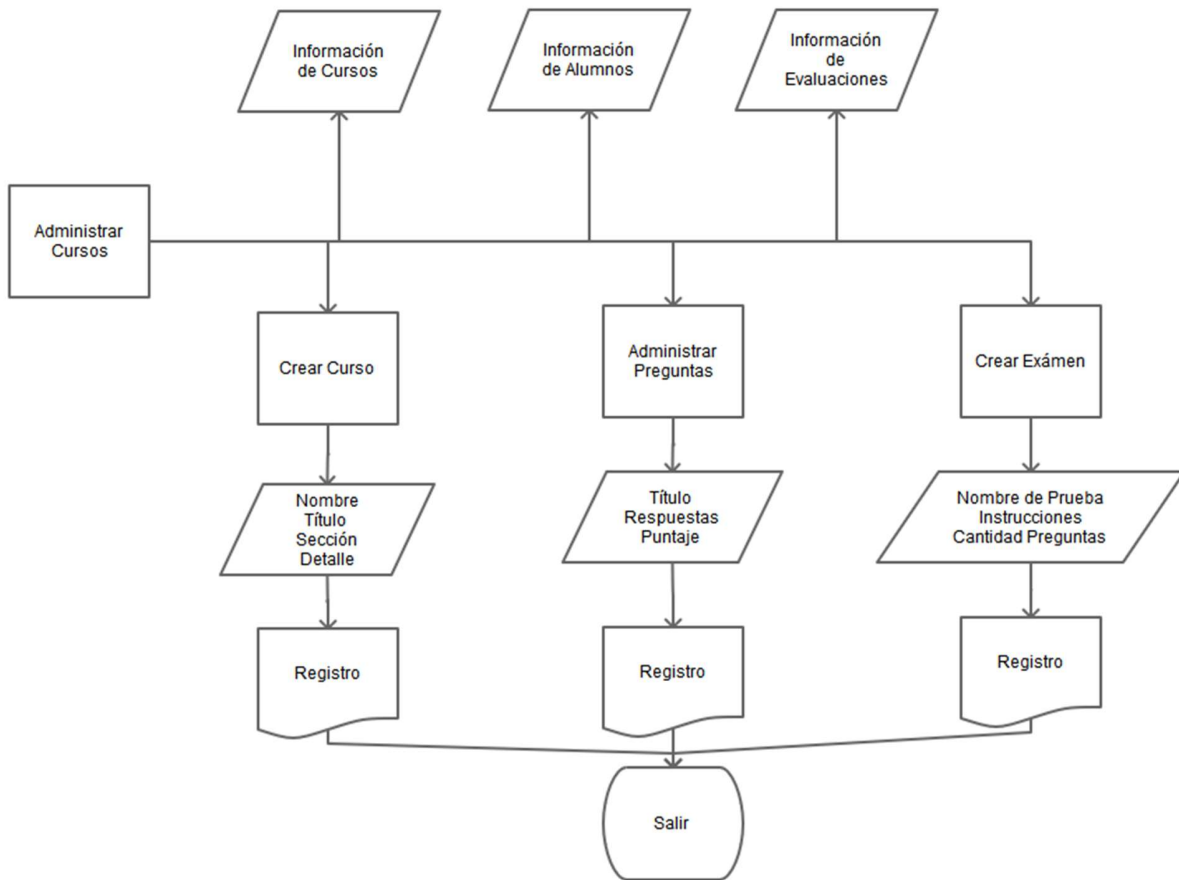 Información
de Cursos
Información
de Alumnos
Información
de
Evaluaciones
Administrar
Cursos
Crear Curso
Administrar
Preguntas
Crear Exámen
Nombre
Título
Sección
Detalle
Título
Respuestas
Puntaje
Nombre de Prueba
Instrucciones
Cantidad Preguntas
Registro
Registro
Registro
Salir